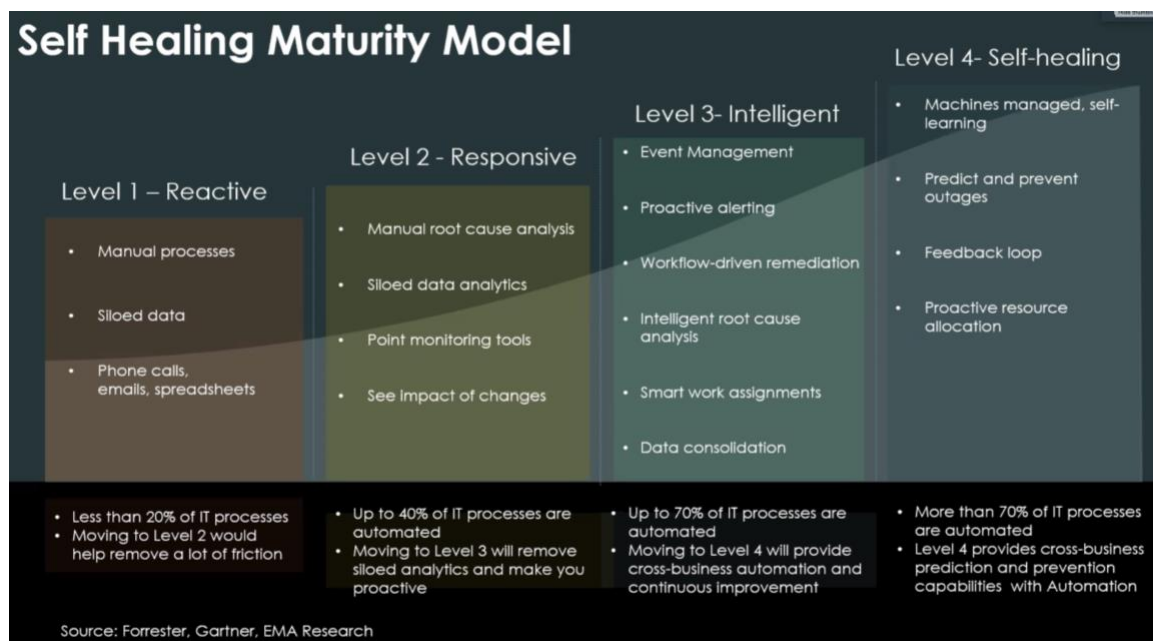 Self Healing Maturity Model
Level 1 – Reactive
• Manual processes
• Siloed data
• Phone calls,
emails, spreadsheets
• Less than 20% of IT processes
• Moving to Level 2 would
help remove a lot of friction
Level 2 - Responsive
• Manual root cause analysis
• Siloed data analytics
• Point monitoring tools
• See impact of changes
• Up to 40% of IT processes are
automated
• Moving to Level 3 will remove
siloed analytics and make you
proactive
Level 3- Intelligent
• Event Management
• Proactive alerting
• Workflow-driven remediation
• Intelligent root cause
analysis
• Smart work assignments
• Data consolidation
• Up to 70% of IT processes are
automated
• Moving to Level 4 will provide
cross-business automation and
continuous improvement
Level 4- Self-healing
• Machines managed, self-
learning
• Predict and prevent
outages
• Feedback loop
• Proactive resource
allocation
• More than 70% of IT processes
are automated
• Level 4 provides cross-business
prediction and prevention
capabilities with Automation
Source: Forrester, Gartner, EMA Research